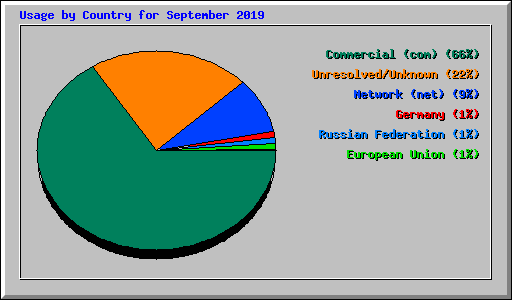 Usage by Country for September 2019
Commercial (com) (66%)
Unresolved/Unknown (22%)
Network (net) (9%)
Germany (1%)
Russian Federation (1%)
European Union (1%)